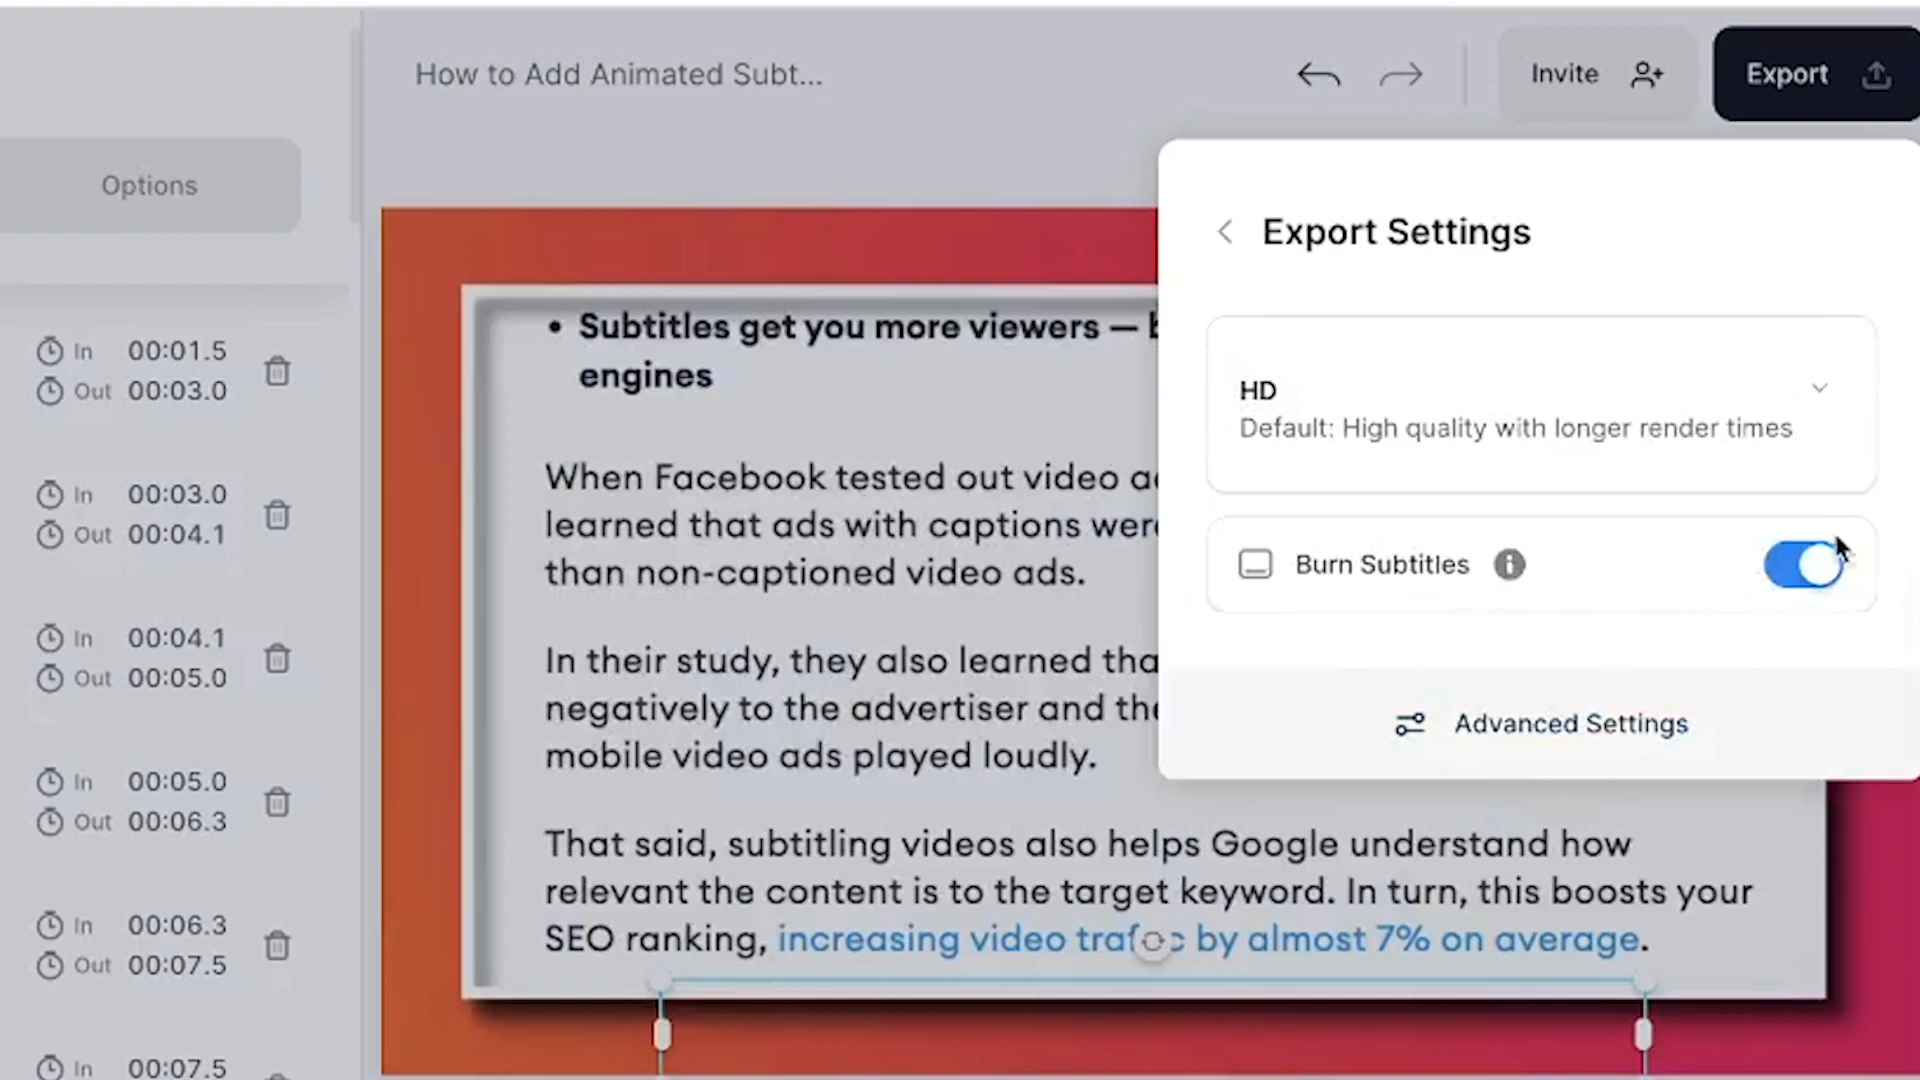 How to Add Animated Subt...
Invite
Export
Options
In 00:01.5
Out 00:03.0
In 00:03.0
Out 00:04.1
In 00:04.1
Out 00:05.0
In 00:05.0
Out 00:06.3
In 00:06.3
Out 00:07.5
In 00:07.5
• Subtitles get you more viewers —
engines
When Facebook tested out video
learned that ads with captions
than non-captioned video ads.
In their study, they also learned
negatively to the advertiser and
mobile video ads played loudly.
That said, subtitling videos also helps Google understand how
relevant the content is to the target keyword. In turn, this boosts your
SEO ranking, increasing video by almost 7% on average.
Export Settings
HD
Default: High quality with longer render times
Burn Subtitles
Advanced Settings